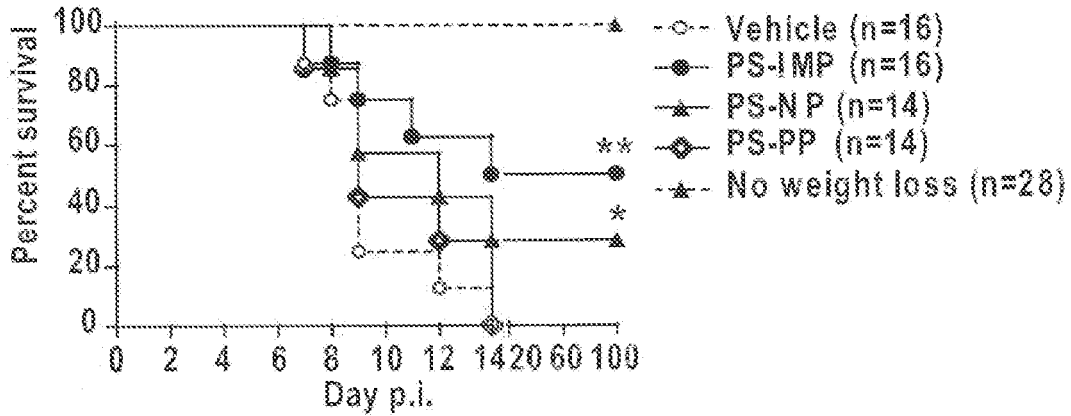 Percent survival
100
80
60
40
20
0
0 2 4 6 8 10 12 14 20 60 100
Day p.i.
**
*
Vehicle (n=16)
PS-IMP (n=16)
PS-NP (n=14)
PS-PP (n=14)
No weight loss (n=28)